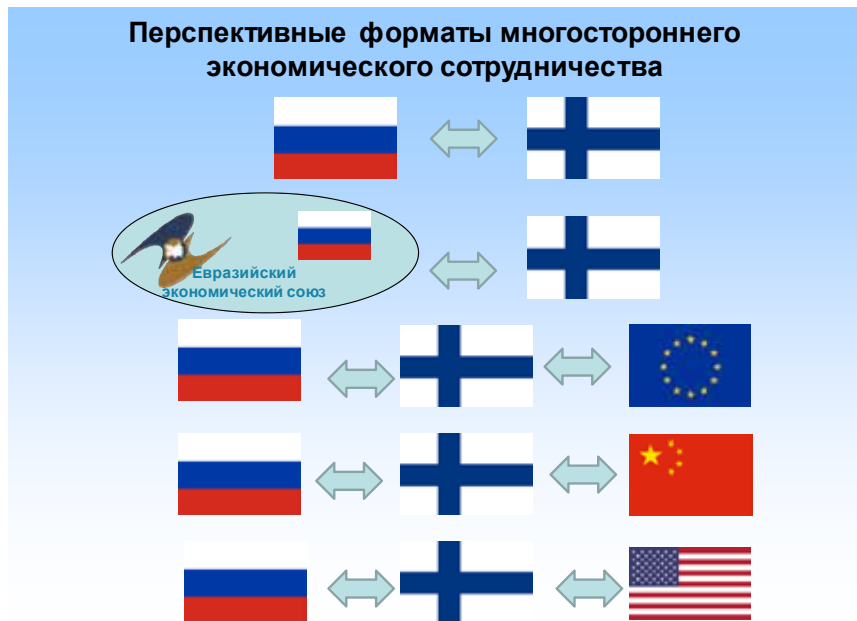 Перспективные форматы многостороннего
экономического сотрудничества
Евразийский
экономический союз